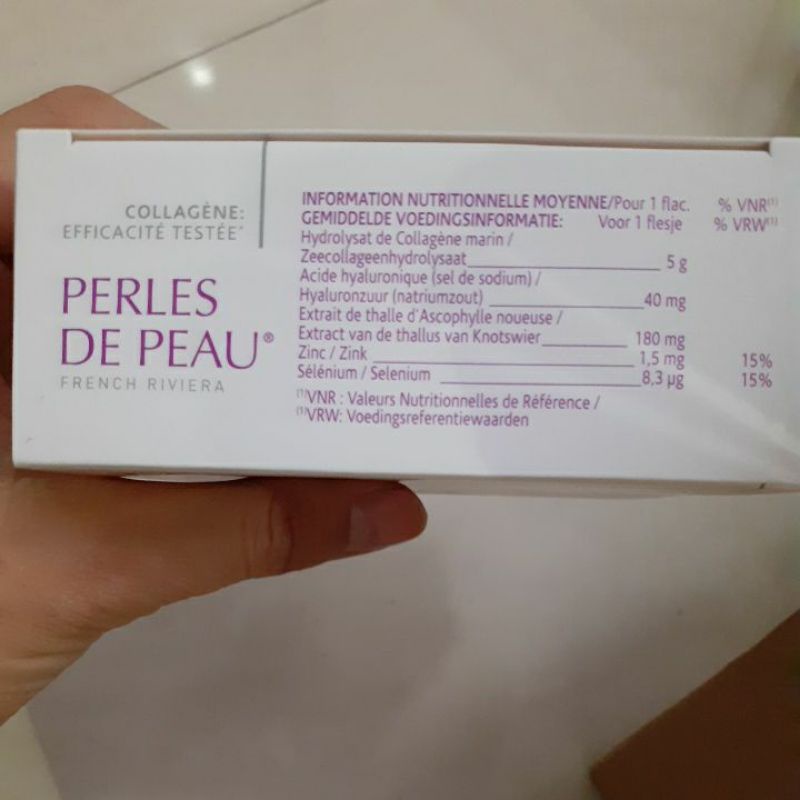 COLLAGÈNE:
EFFICACITÉ TESTÉE*
PERLES
DE PEAU®
FRENCH RIVIERA
INFORMATION NUTRITIONNELLE MOYENNE/Pour 1 flac. % VNR(1)
GEMIDDELDE VOEDINGSINFORMATIE: Voor 1 flesje % VRW(1)
Hydrolysat de Collagène marin /
Zeecollageenhydrolysaat 5 g
Acide hyaluronique (sel de sodium) /
Hyaluronzuur (natriumzout) 40 mg
Extrait de thalle d'Ascophylle noueuse /
Extract van de thallus van Knotswier 180 mg
Zinc / Zink 1,5 mg 15%
Sélénium / Selenium 8,3 µg 15%
(1)VNR : Valeurs Nutritionnelles de Référence /
(1)VRW: Voedingsreferentiewaarden